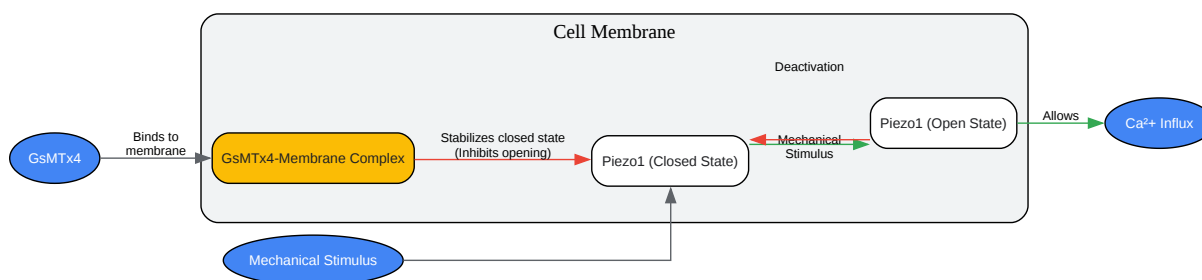 Cell Membrane
Deactivation
GsMTx4
Binds to
membrane
GsMTx4-Membrane Complex
Stabilizes closed state
(Inhibits opening)
Piezo1 (Closed State)
Mechanical
Stimulus
Piezo1 (Open State)
Allows
Ca²+ Influx
Mechanical Stimulus